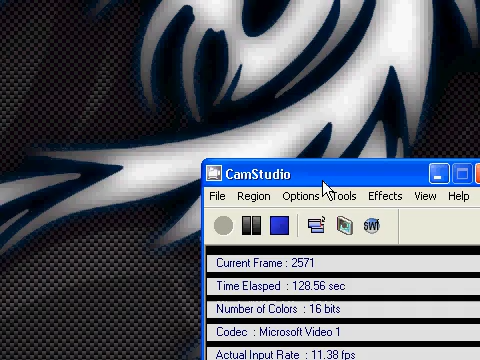 CamStudio
File Region Options Tools Effects View Help
SWF
Current Frame : 2571
Time Elasped : 128.56 sec
Number of Colors : 16 bits
Codec : Microsoft Video 1
Actual Input Rate : 11.38 fps